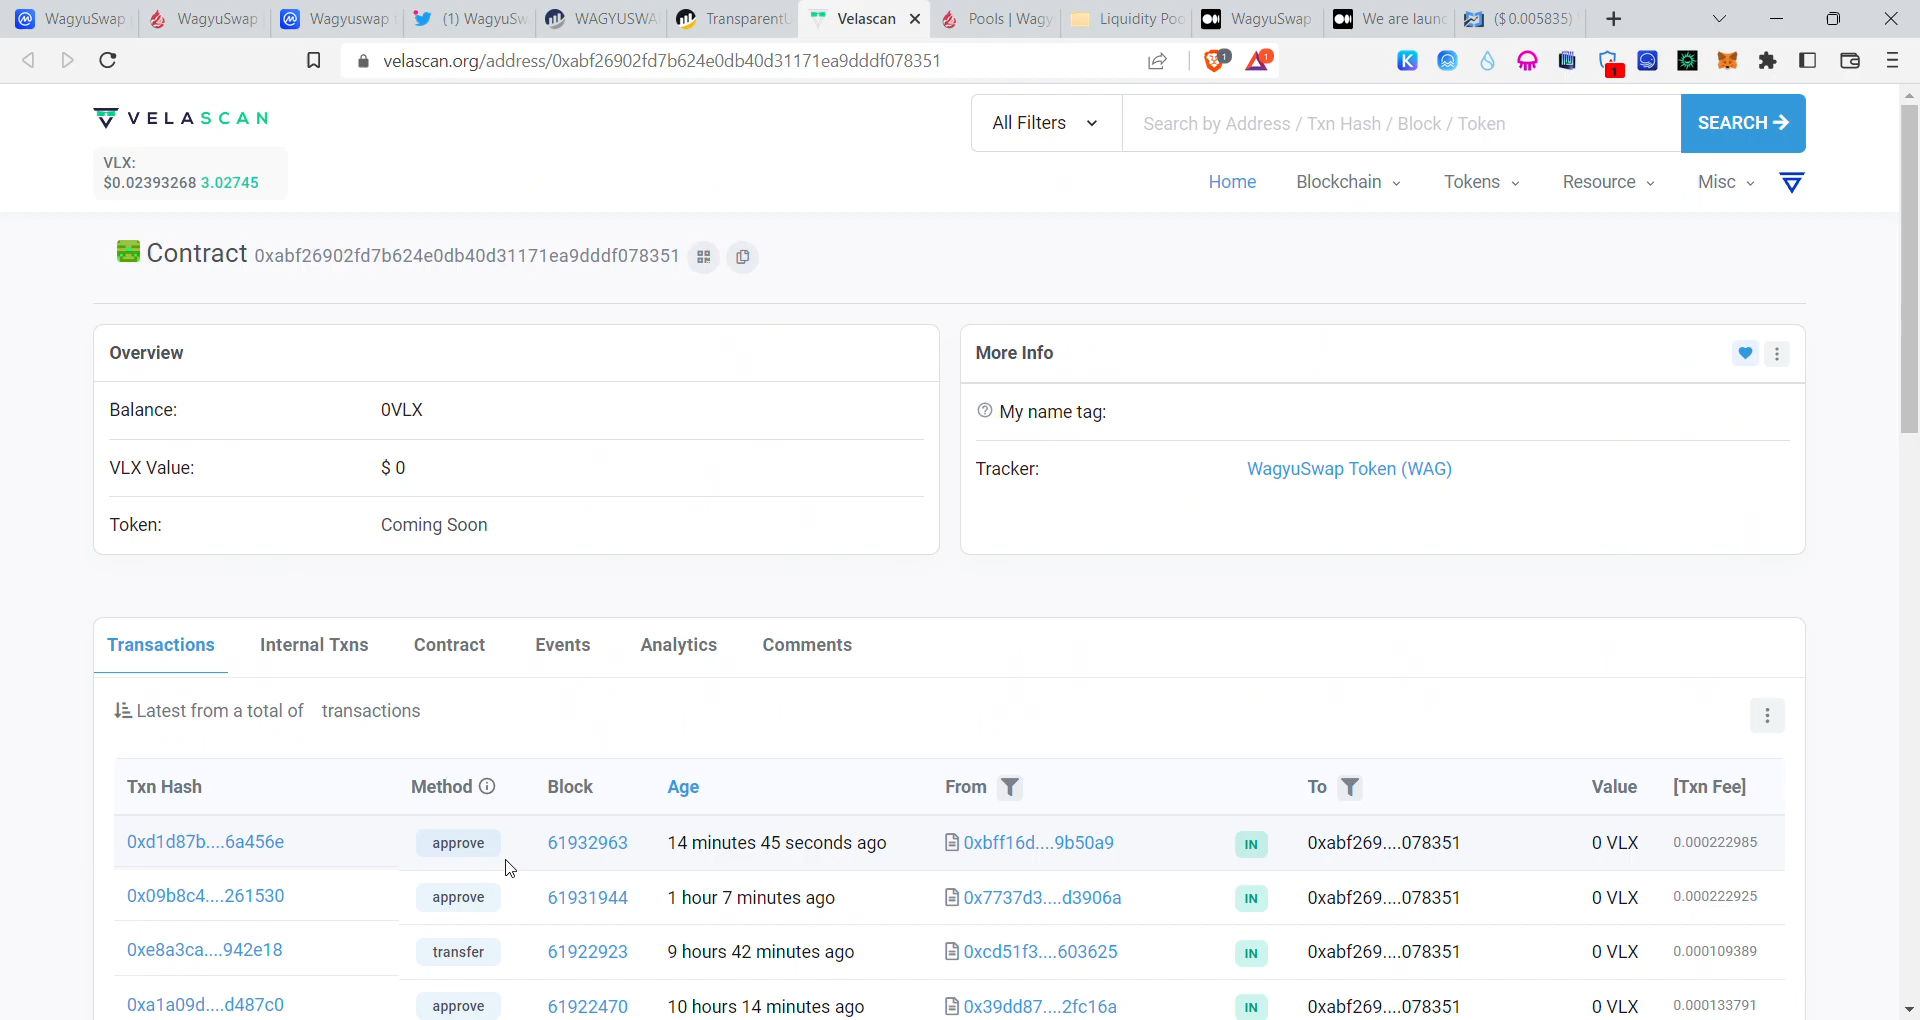 WagyuSwap WagyuSwap Wagyuswap (1) WagyuSw WAGYUSWA Transparent Velascan Pools | Wagy Liquidity Poo WagyuSwap We are laun ($0.005835)
velascan.org/address/0xabf26902fd7b624e0db40d31171ea9dddf078351 1 1 K 1
VELASCAN
All Filters Search by Address / Txn Hash / Block / Token SEARCH
VLX:
$0.02393268 3.02745
Home Blockchain Tokens Resource Misc
Contract 0xabf26902fd7b624e0db40d31171ea9dddf078351
Overview
Balance: 0VLX
VLX Value: $ 0
Token: Coming Soon
More Info
My name tag:
Tracker: WagyuSwap Token (WAG)
Transactions Internal Txns Contract Events Analytics Comments
Latest from a total of transactions
Txn Hash Method Block Age From To Value [Txn Fee]
0xd1d87b....6a456e approve 61932963 14 minutes 45 seconds ago 0xbff16d....9b50a9 IN 0xabf269....078351 0 VLX 0.000222985
0x09b8c4....261530 approve 61931944 1 hour 7 minutes ago 0x7737d3....d3906a IN 0xabf269....078351 0 VLX 0.000222925
0xe8a3ca....942e18 transfer 61922923 9 hours 42 minutes ago 0xcd51f3....603625 IN 0xabf269....078351 0 VLX 0.000109389
0xa1a09d....d487c0 approve 61922470 10 hours 14 minutes ago 0x39dd87....2fc16a IN 0xabf269....078351 0 VLX 0.000133791